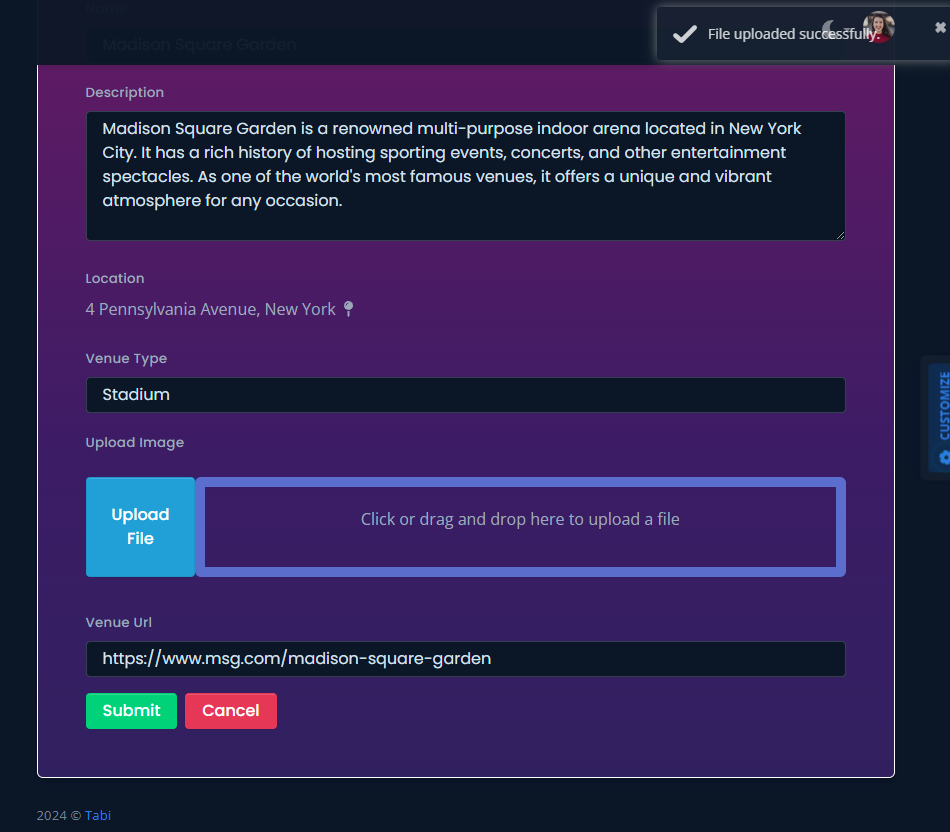 Name
Madison Square Garden
File uploaded successfully.
Description
Madison Square Garden is a renowned multi-purpose indoor arena located in New York
City. It has a rich history of hosting sporting events, concerts, and other entertainment
spectacles. As one of the world's most famous venues, it offers a unique and vibrant
atmosphere for any occasion.
Location
4 Pennsylvania Avenue, New York
Venue Type
Stadium
CUSTOMIZE
Upload Image
Upload
File
Click or drag and drop here to upload a file
Venue Url
https://www.msg.com/madison-square-garden
Submit
Cancel
2024 © Tabi